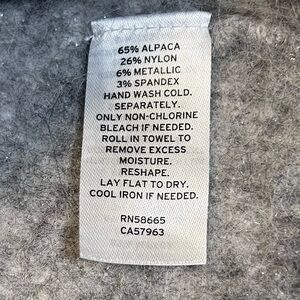 65% ALPACA
26% NYLON
6% METALLIC
3% SPANDEX
HAND WASH COLD.
SEPARATELY.
ONLY NON-CHLORINE
BLEACH IF NEEDED.
ROLL IN TOWEL TO
REMOVE EXCESS
MOISTURE.
RESHAPE.
LAY FLAT TO DRY.
COOL IRON IF NEEDED.
RN58665
CA57963